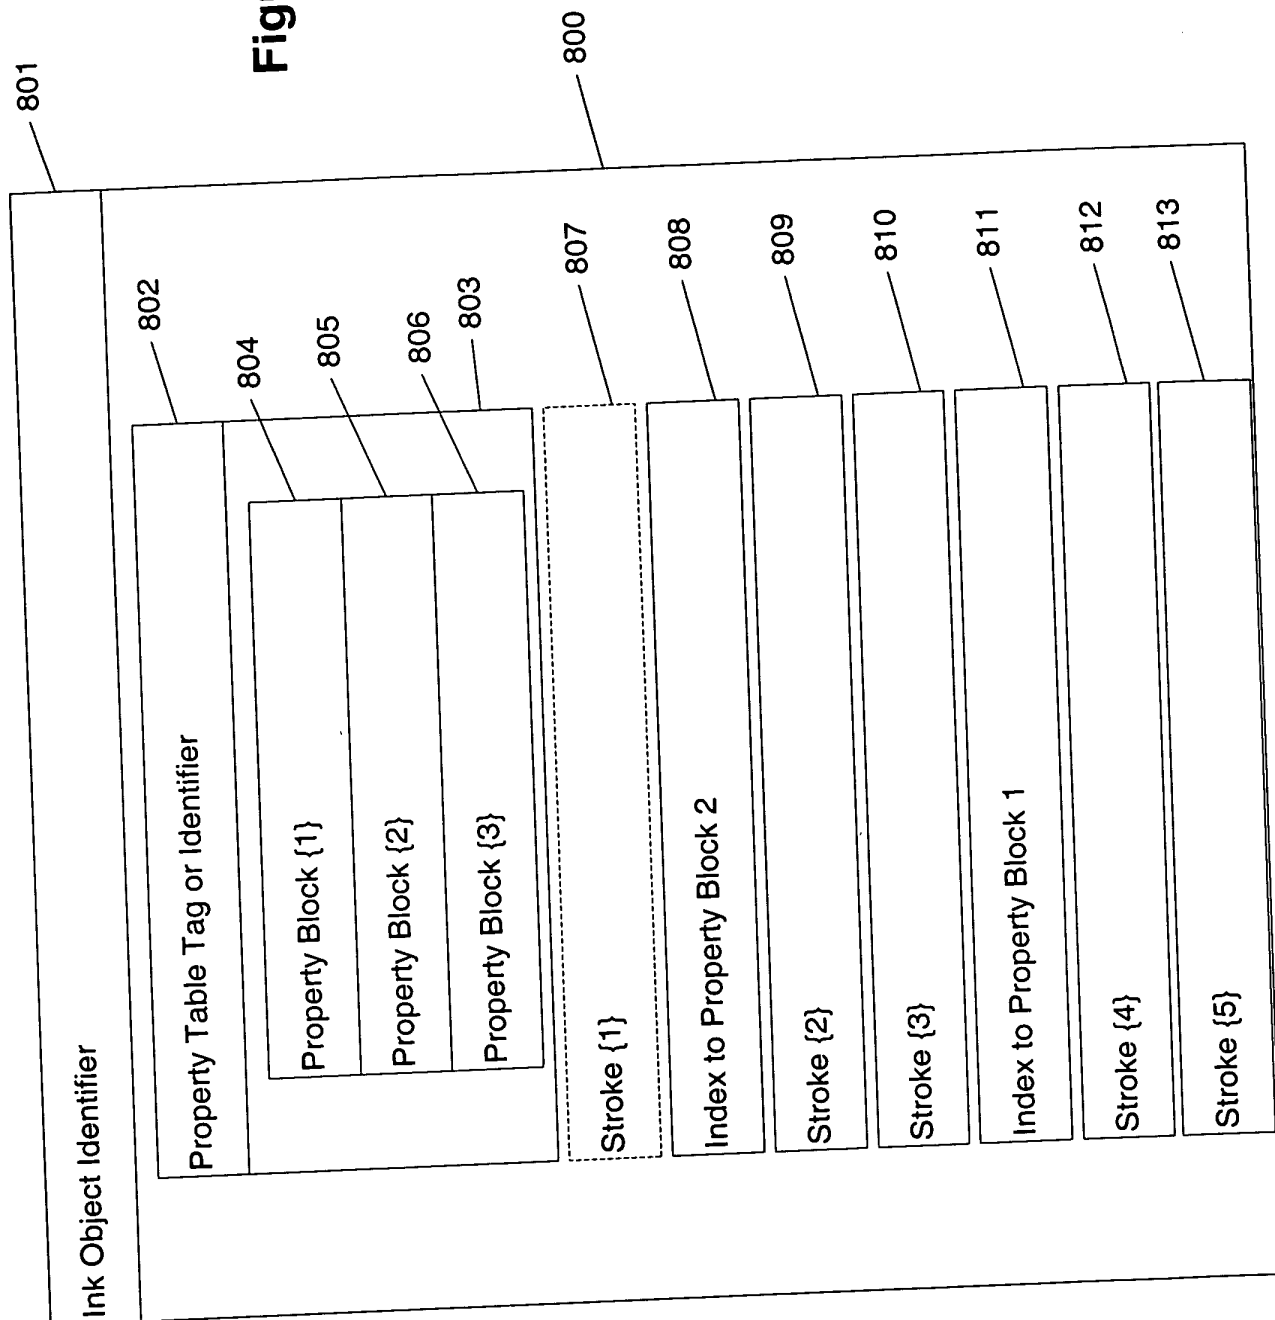 Fig
801
800
Ink Object Identifier
802
Property Table Tag or Identifier
804
Property Block {1}
805
Property Block {2}
806
Property Block {3}
803
807
Stroke {1}
808
Index to Property Block 2
809
Stroke {2}
810
Stroke {3}
811
Index to Property Block 1
812
Stroke {4}
813
Stroke {5}